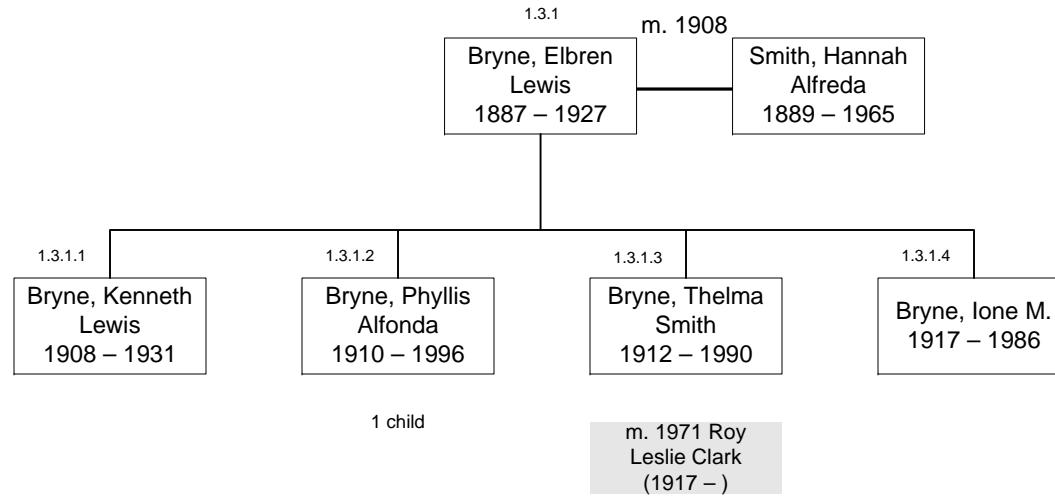 1.3.1
m. 1908
Bryne, Elbren
Lewis
1887 – 1927
Smith, Hannah
Alfreda
1889 – 1965
1.3.1.1
Bryne, Kenneth
Lewis
1908 – 1931
1.3.1.2
Bryne, Phyllis
Alfonda
1910 – 1996
1 child
1.3.1.3
Bryne, Thelma
Smith
1912 – 1990
m. 1971 Roy
Leslie Clark
(1917 – )
1.3.1.4
Bryne, Ione M.
1917 – 1986